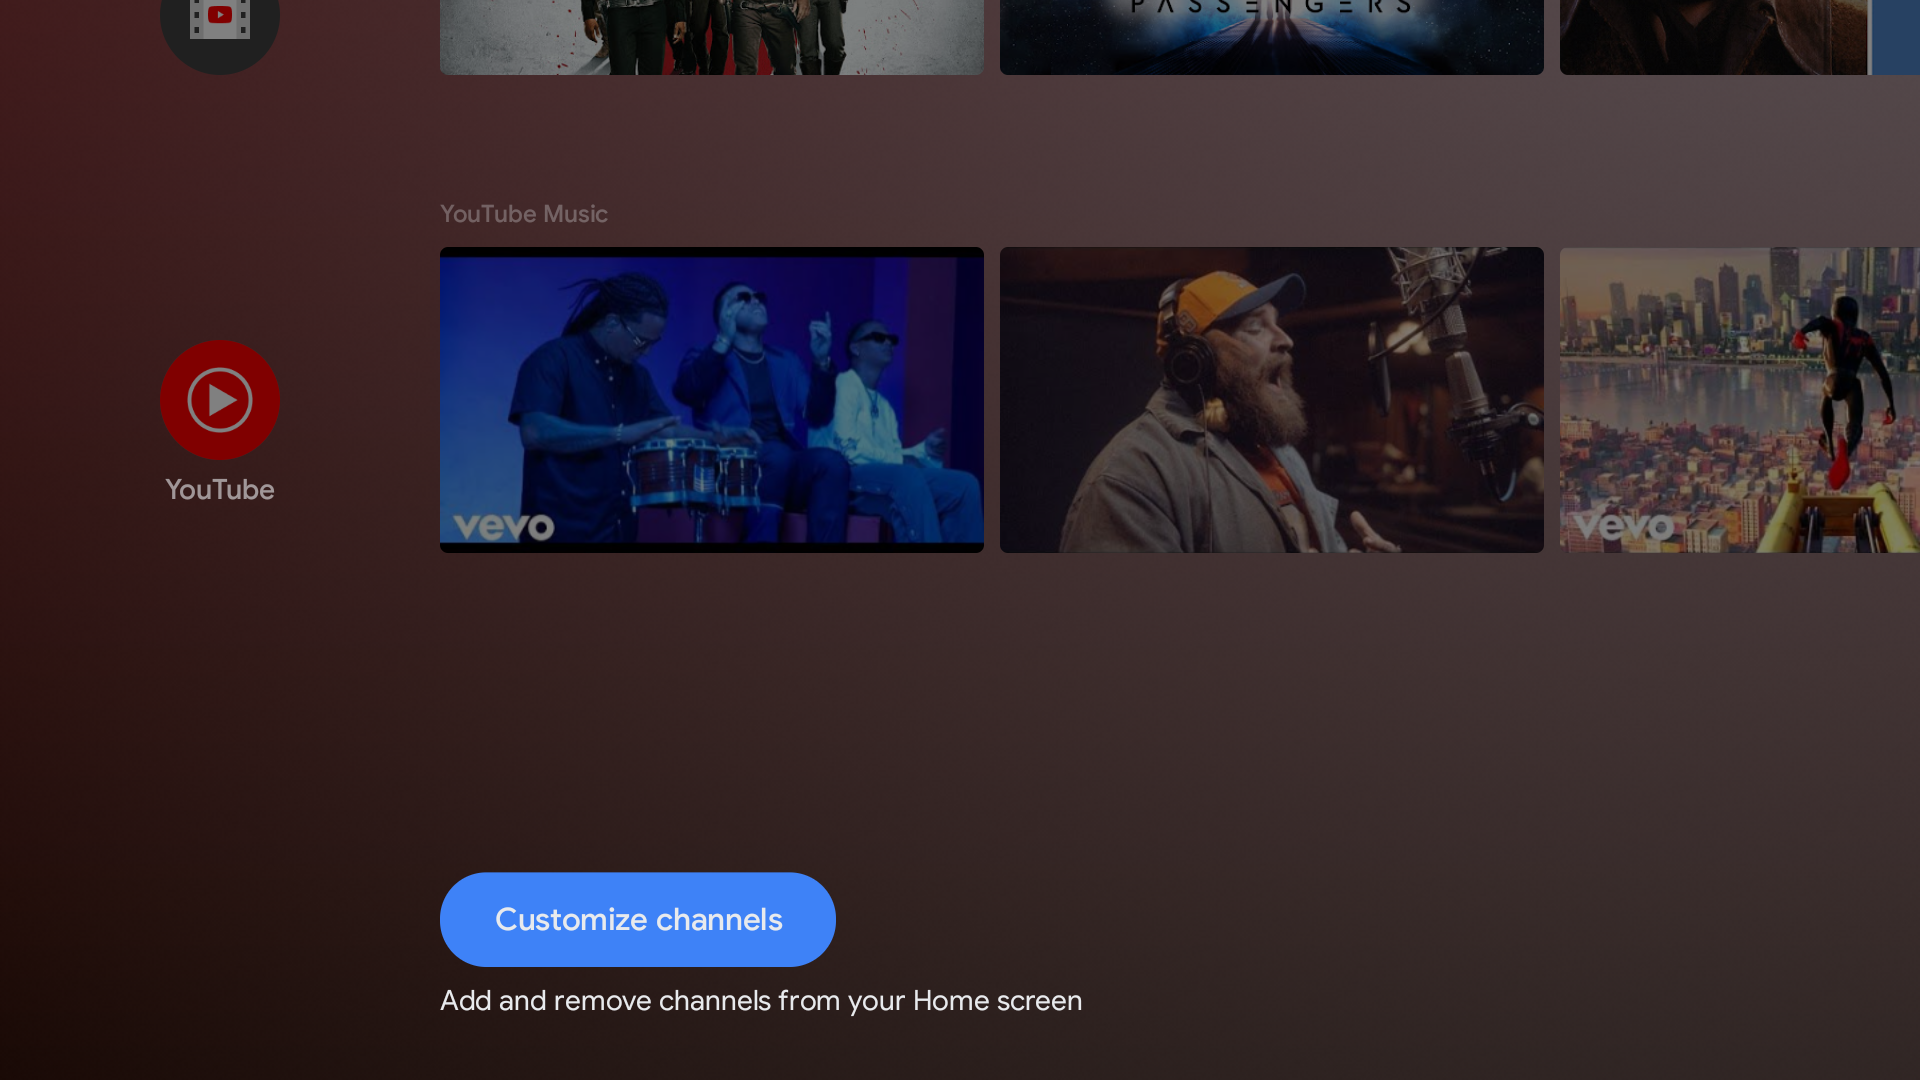 PASSENGERS
YouTube Music
vevo
vevo
YouTube
Customize channels
Add and remove channels from your Home screen